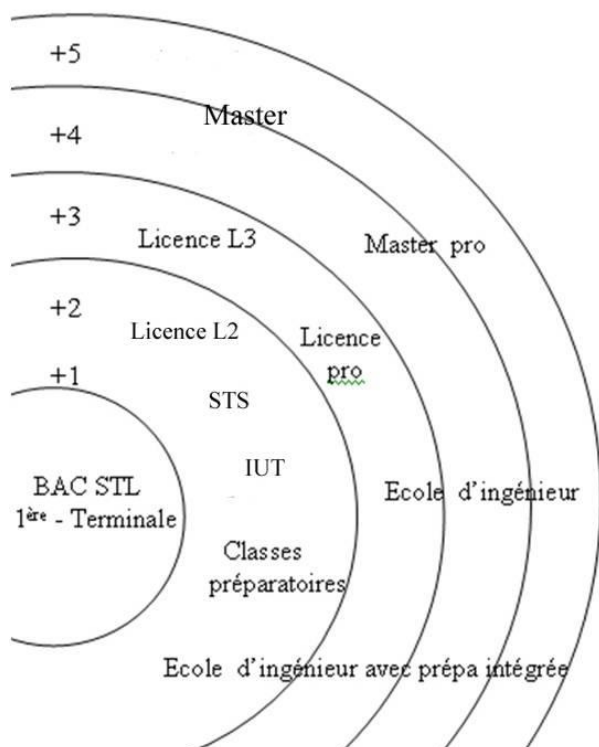 +5
Master
+4
+3
Licence L3
Master pro
+2
Licence L2
Licence
pro
+1
STS
IUT
BAC STL
1ère - Terminale
Ecole d'ingénieur
Classes
préparatoires
Ecole d'ingénieur avec prépa intégrée